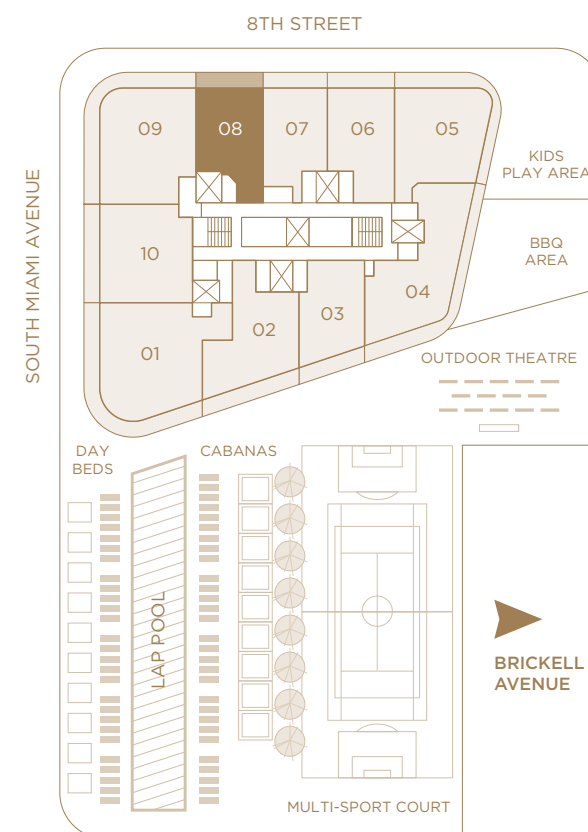 8TH STREET
SOUTH MIAMI AVENUE
09
08
07
06
05
KIDS
PLAY AREA
BBQ
AREA
10
04
03
02
01
OUTDOOR THEATRE
DAY
BEDS
CABANAS
LAP POOL
BRICKELL
AVENUE
MULTI-SPORT COURT